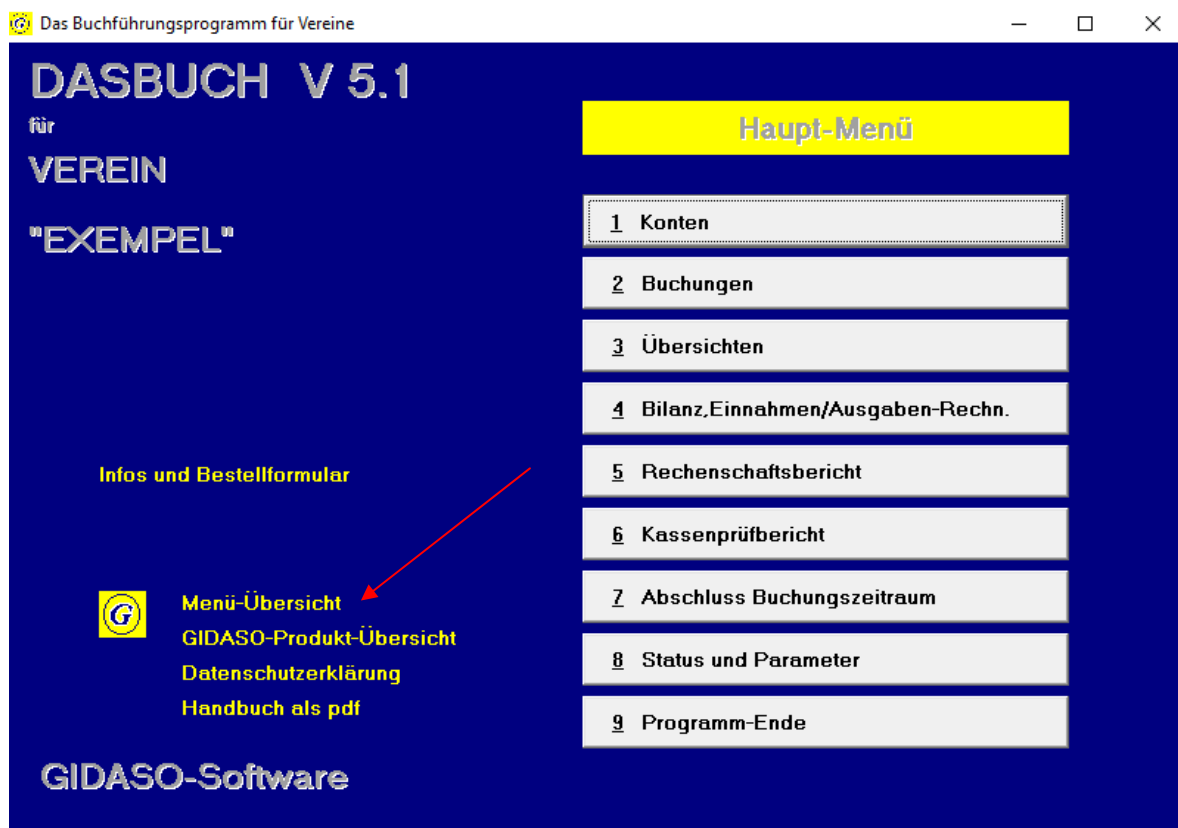 Das Buchführungsprogramm für Vereine
DASBUCH V 5.1
für
VEREIN
"EXEMPEL"
Infos und Bestellformular
G
Menü-Übersicht
GIDASO-Produkt-Übersicht
Datenschutzerklärung
Handbuch als pdf
GIDASO-Software
Haupt-Menü
1 Konten
2 Buchungen
3 Übersichten
4 Bilanz,Einnahmen/Ausgaben-Rechn.
5 Rechenschaftsbericht
6 Kassenprüfbericht
7 Abschluss Buchungszeitraum
8 Status und Parameter
9 Programm-Ende